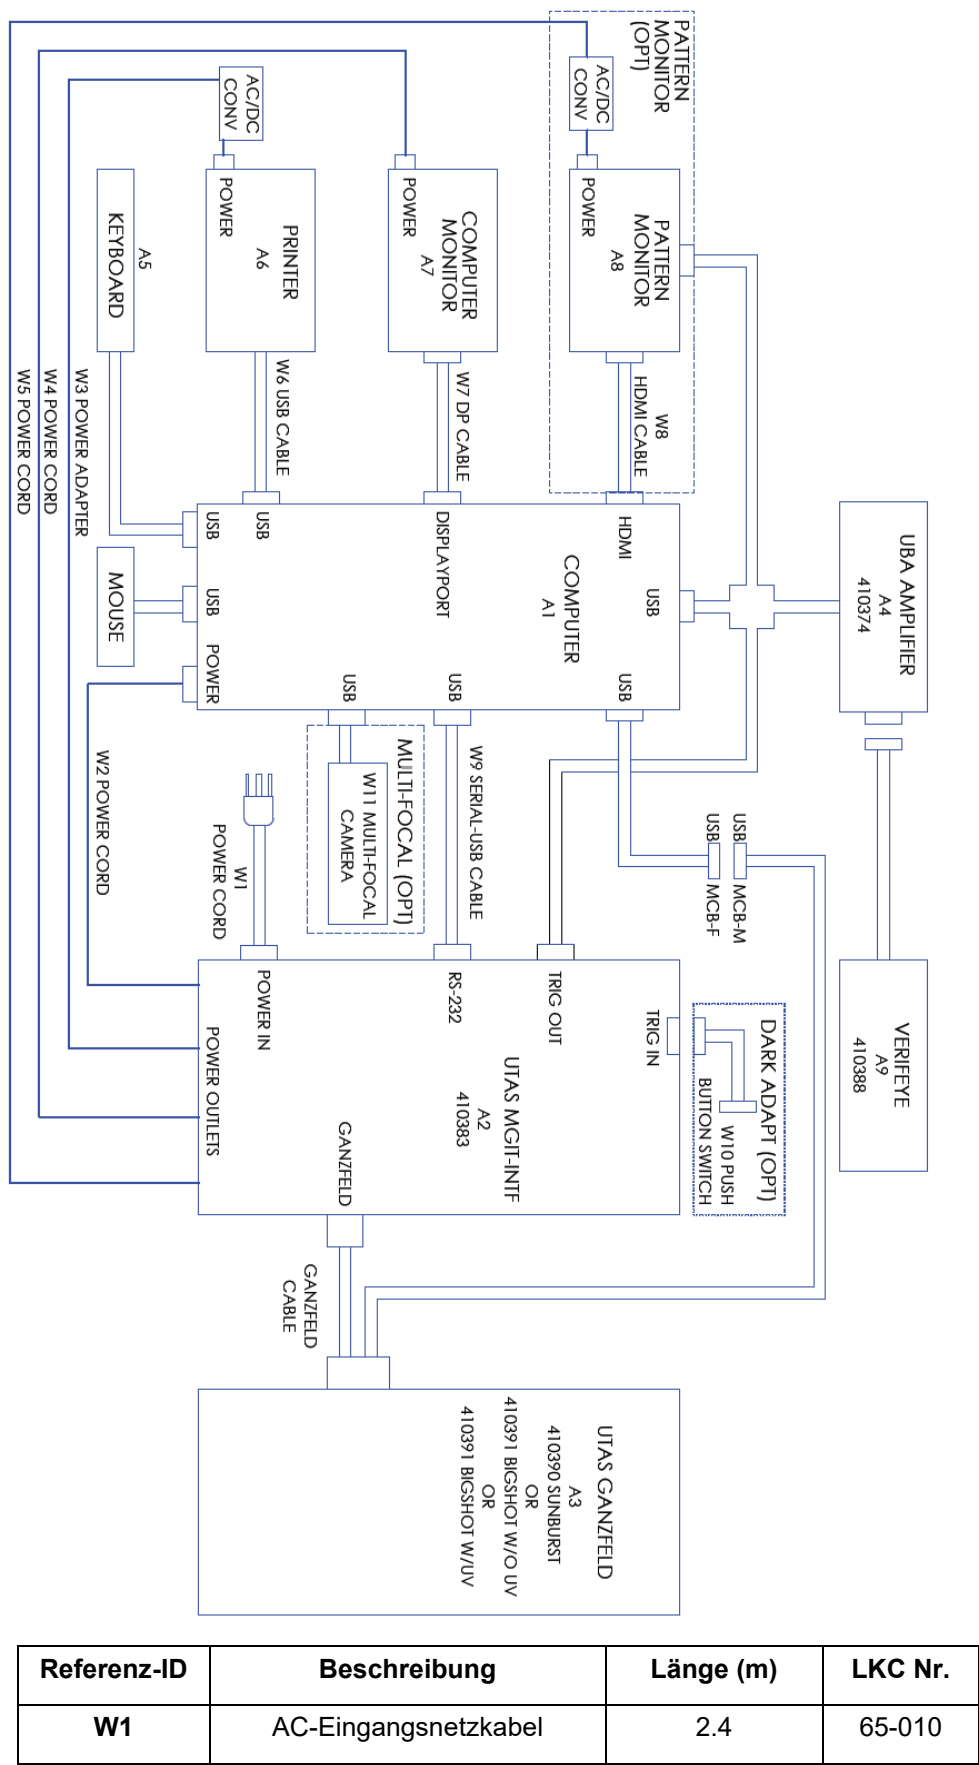 PATTERN
MONITOR
(OPT)
AC/DC
CONV
AC/DC
CONV
POWER
PATTERN
MONITOR
A8
POWER
COMPUTER
MONITOR
A7
POWER
PRINTER
A6
A5
KEYBOARD
W8
HDMI CABLE
W7 DP CABLE
W6 USB CABLE
W3 POWER ADAPTER
W4 POWER CORD
W5 POWER CORD
UBA AMPLIFIER
A4
410374
HDMI
DISPLAYPORT
USB
USB
USB
COMPUTER
A1
USB
MOUSE
POWER
USB
USB
USB
W2 POWER CORD
W1
POWER CORD
MULTI-FOCAL (OPT)
W11 MULTI-FOCAL
CAMERA
W9 SERIAL-USB CABLE
USB MCB-M
USB MCB-F
VERIFEYE
A9
410388
DARK ADAPT (OPT)
W10 PUSH
BUTTON SWITCH
TRIG IN
TRIG OUT
RS-232
POWER IN
POWER OUTLETS
UTAS MGIT-INTF
A2
410383
GANZFELD
GANZFELD
CABLE
UTAS GANZFELD
A3
410390 SUNBURST
OR
410391 BIGSHOT W/O UV
OR
410391 BIGSHOT W/UV
Referenz-ID Beschreibung Länge (m) LKC Nr.
W1 AC-Eingangsnetzkabel 2.4 65-010